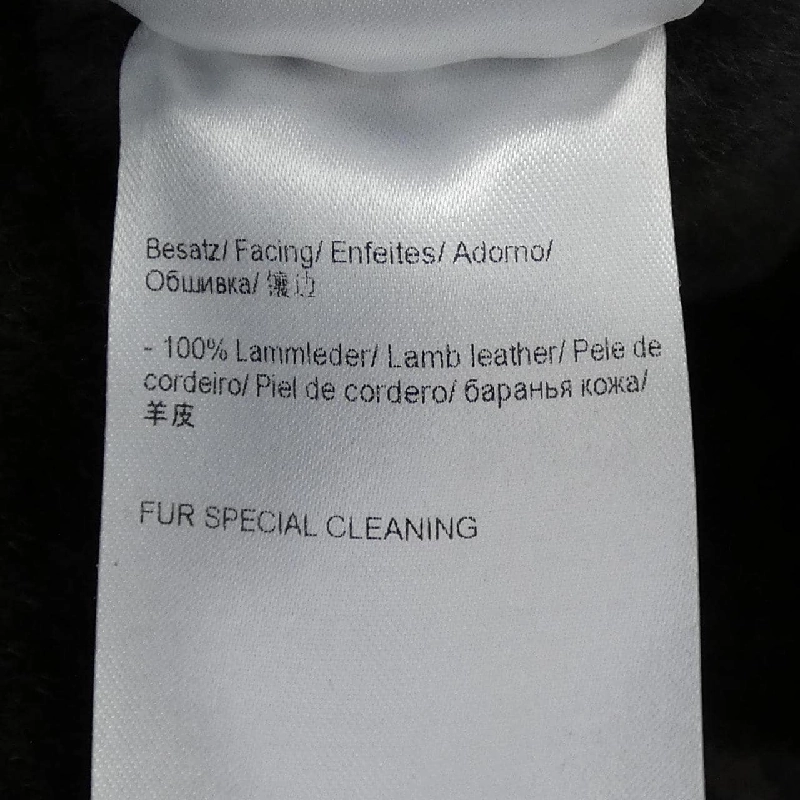 Besatz/ Facing/ Enfeites/ Adorno/
Обшивка/ 镶边
- 100% Lammleder/ Lamb leather/ Pele de
cordeiro/ Piel de cordero/ баранья кожа/
羊皮
FUR SPECIAL CLEANING